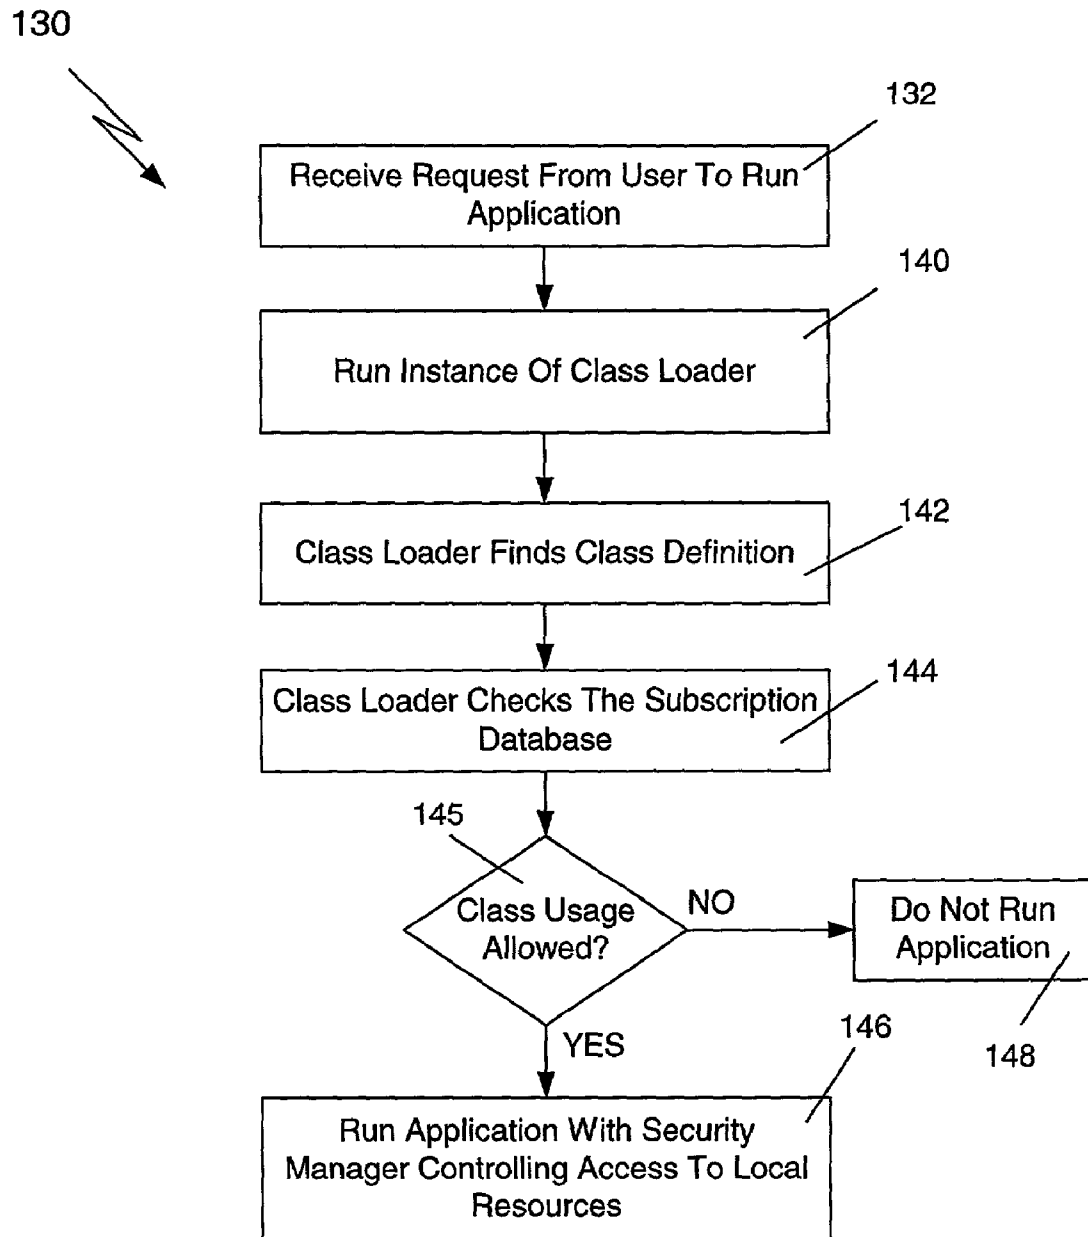 130
132
Receive Request From User To Run
Application
140
Run Instance Of Class Loader
142
Class Loader Finds Class Definition
144
Class Loader Checks The Subscription
Database
145
Class Usage
Allowed?
NO
Do Not Run
Application
148
YES
146
Run Application With Security
Manager Controlling Access To Local
Resources